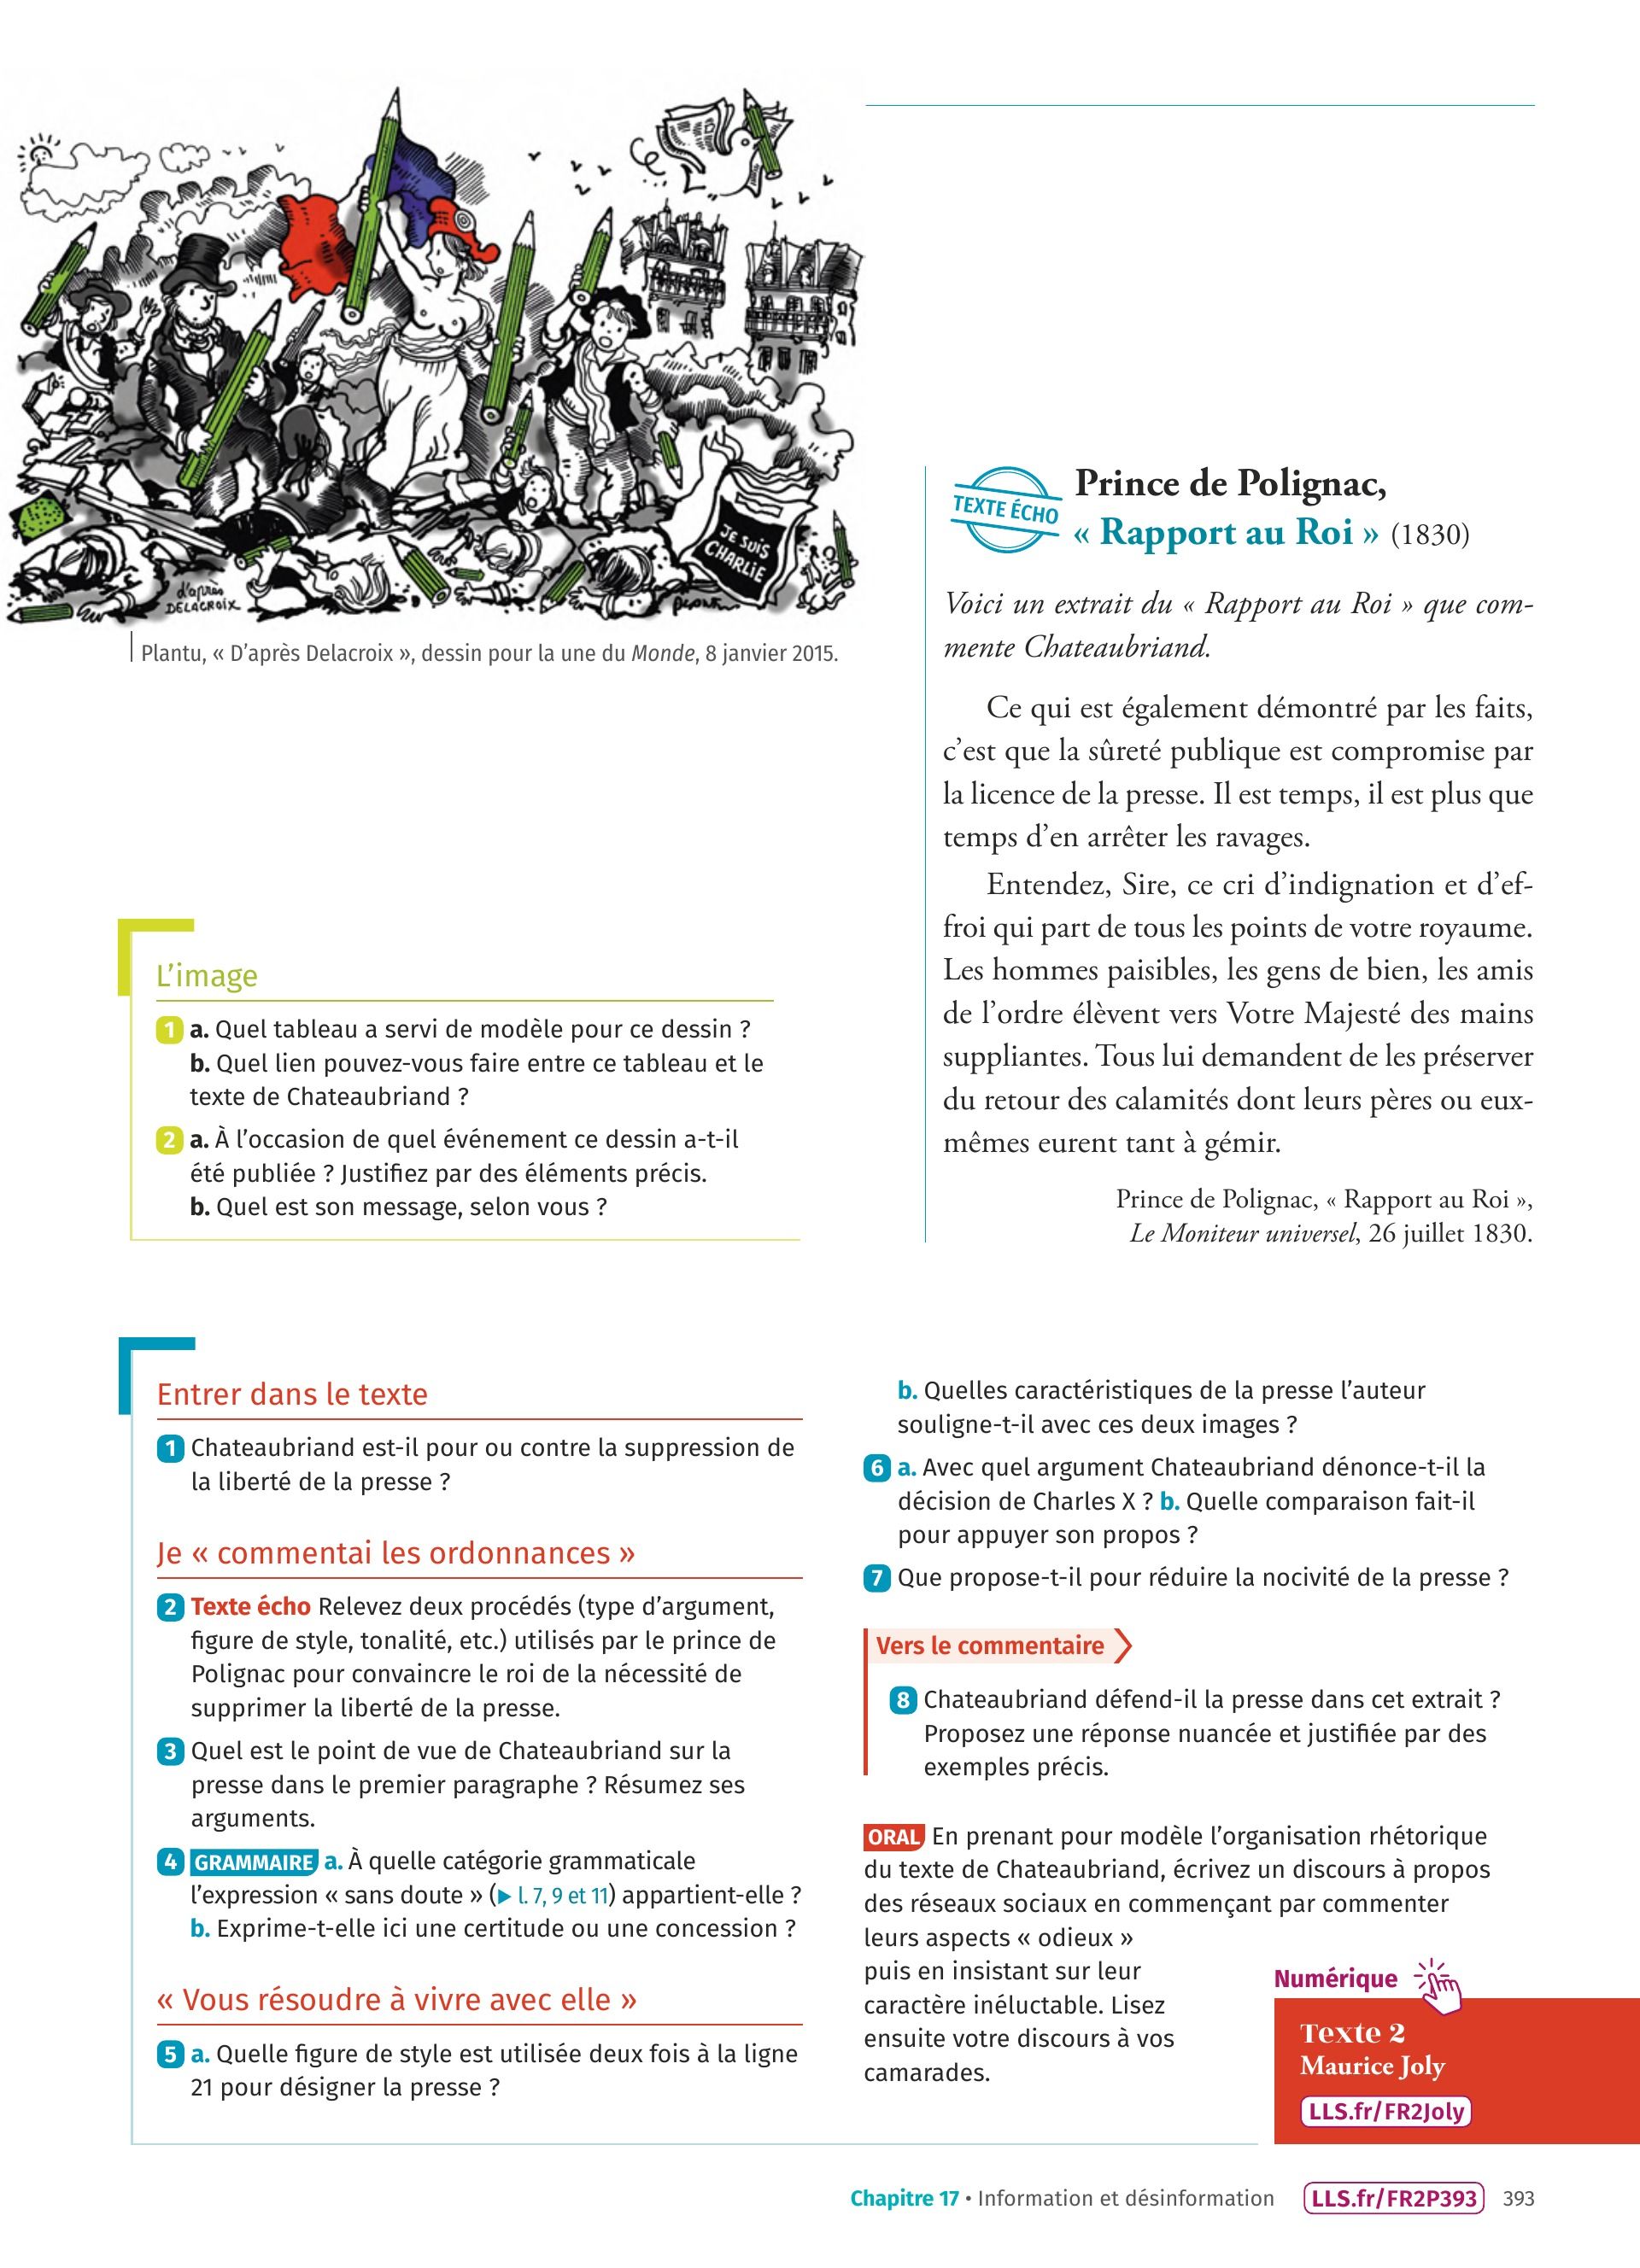 JE SUIS
CHARLIE
d'après
DELACROIX
Plantu, « D'après Delacroix », dessin pour la une du Monde, 8 janvier 2015.
TEXTE ÉCHO
Prince de Polignac,
« Rapport au Roi » (1830)
Voici un extrait du « Rapport au Roi » que com-
mente Chateaubriand.
Ce qui est également démontré par les faits,
c'est que la sûreté publique est compromise par
la licence de la presse. Il est temps, il est plus que
temps d'en arrêter les ravages.
Entendez, Sire, ce cri d'indignation et d'ef-
froi qui part de tous les points de votre royaume.
Les hommes paisibles, les gens de bien, les amis
de l'ordre élèvent vers Votre Majesté des mains
suppliantes. Tous lui demandent de les préserver
du retour des calamités dont leurs pères ou eux-
mêmes eurent tant à gémir.
Prince de Polignac, « Rapport au Roi »,
Le Moniteur universel, 26 juillet 1830.
L'image
1 a. Quel tableau a servi de modèle pour ce dessin ?
b. Quel lien pouvez-vous faire entre ce tableau et le
texte de Chateaubriand ?
2 a. À l'occasion de quel événement ce dessin a-t-il
été publiée ? Justifiez par des éléments précis.
b. Quel est son message, selon vous ?
Entrer dans le texte
1 Chateaubriand est-il pour ou contre la suppression de
la liberté de la presse ?
Je « commentai les ordonnances »
2 Texte écho Relevez deux procédés (type d'argument,
figure de style, tonalité, etc.) utilisés par le prince de
Polignac pour convaincre le roi de la nécessité de
supprimer la liberté de la presse.
3 Quel est le point de vue de Chateaubriand sur la
presse dans le premier paragraphe ? Résumez ses
arguments.
4 GRAMMAIRE a. À quelle catégorie grammaticale
l'expression « sans doute » (▶ l. 7, 9 et 11) appartient-elle ?
b. Exprime-t-elle ici une certitude ou une concession ?
« Vous résoudre à vivre avec elle »
5 a. Quelle figure de style est utilisée deux fois à la ligne
21 pour désigner la presse ?
b. Quelles caractéristiques de la presse l'auteur
souligne-t-il avec ces deux images ?
6 a. Avec quel argument Chateaubriand dénonce-t-il la
décision de Charles X ? b. Quelle comparaison fait-il
pour appuyer son propos ?
7 Que propose-t-il pour réduire la nocivité de la presse ?
Vers le commentaire
8 Chateaubriand défend-il la presse dans cet extrait ?
Proposez une réponse nuancée et justifiée par des
exemples précis.
ORAL En prenant pour modèle l'organisation rhétorique
du texte de Chateaubriand, écrivez un discours à propos
des réseaux sociaux en commençant par commenter
leurs aspects « odieux »
puis en insistant sur leur
caractère inéluctable. Lisez
ensuite votre discours à vos
camarades.
Numérique
Texte 2
Maurice Joly
LLS.fr/FR2Joly
Chapitre 17 • Information et désinformation LLS.fr/FR2P393 393